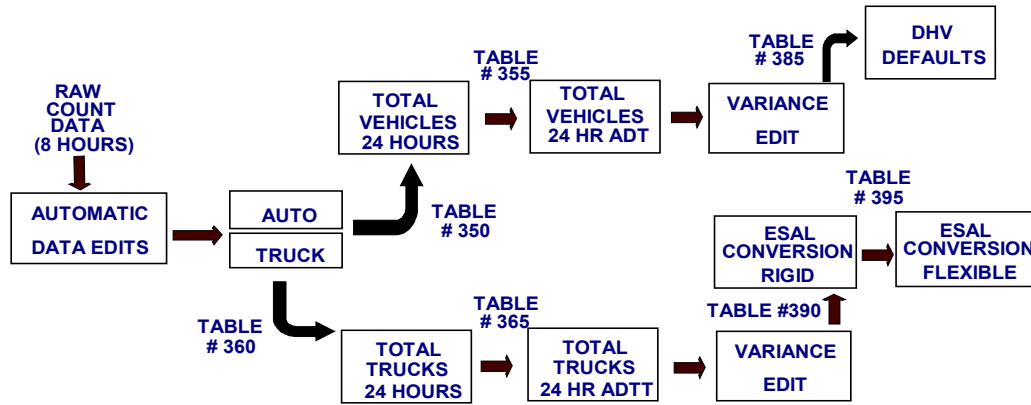 RAW
COUNT
DATA
(8 HOURS)
AUTOMATIC
DATA EDITS
AUTO
TRUCK
TABLE
# 350
TOTAL
VEHICLES
24 HOURS
TABLE
# 355
TOTAL
VEHICLES
24 HR ADT
VARIANCE
EDIT
TABLE
# 385
DHV
DEFAULTS
TABLE
# 360
TOTAL
TRUCKS
24 HOURS
TABLE
# 365
TOTAL
TRUCKS
24 HR ADTT
VARIANCE
EDIT
TABLE #390
ESAL
CONVERSION
RIGID
TABLE
# 395
ESAL
CONVERSION
FLEXIBLE